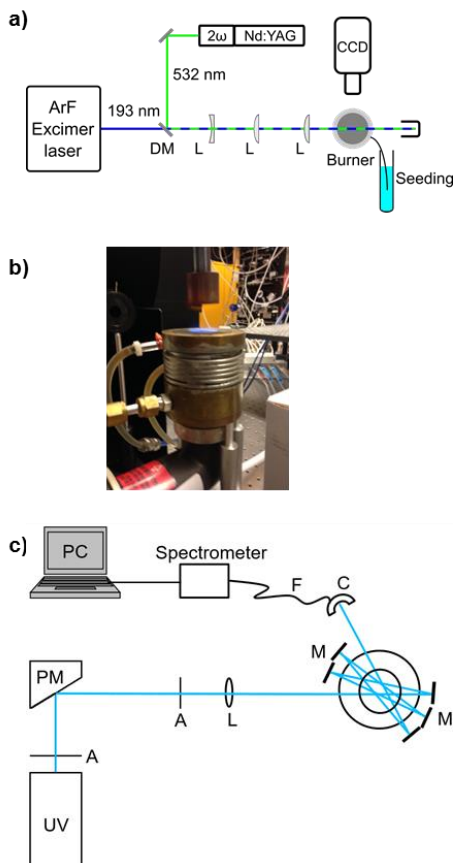 a)
2ω Nd:YAG
CCD
532 nm
ArF
Excimer
laser
193 nm
DM
L
L
L
Burner
Seeding
b)
c)
PC
Spectrometer
F
C
M
PM
A
L
M
A
UV